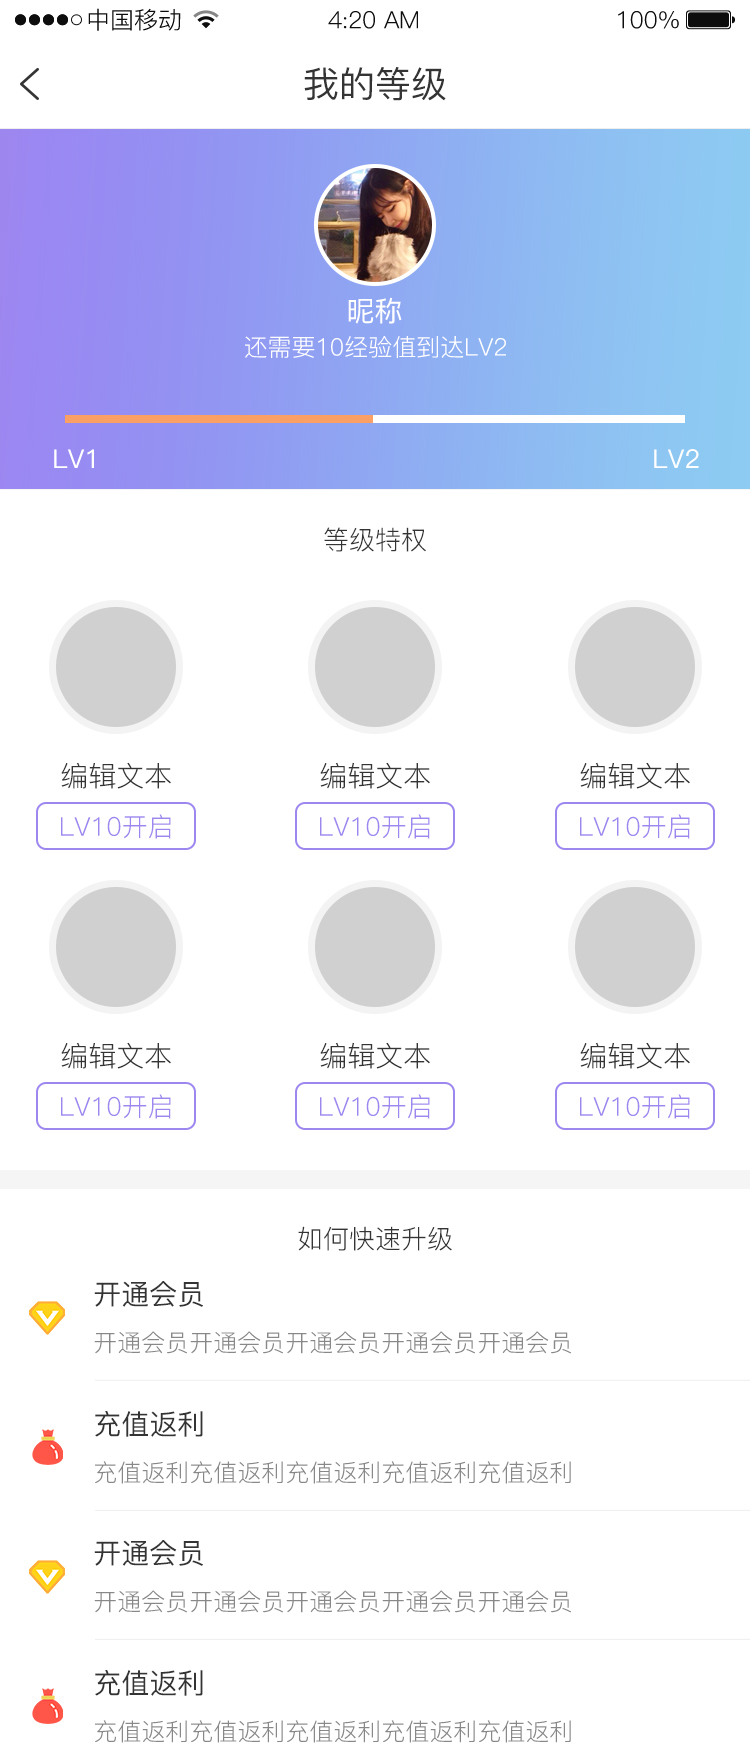 中国移动 4:20 AM 100%
我的等级
昵称
还需要10经验值到达LV2
LV1 LV2
等级特权
编辑文本 编辑文本 编辑文本
LV10开启 LV10开启 LV10开启
编辑文本 编辑文本 编辑文本
LV10开启 LV10开启 LV10开启
如何快速升级
开通会员
开通会员开通会员开通会员开通会员开通会员
充值返利
充值返利充值返利充值返利充值返利充值返利
开通会员
开通会员开通会员开通会员开通会员开通会员
充值返利
充值返利充值返利充值返利充值返利充值返利